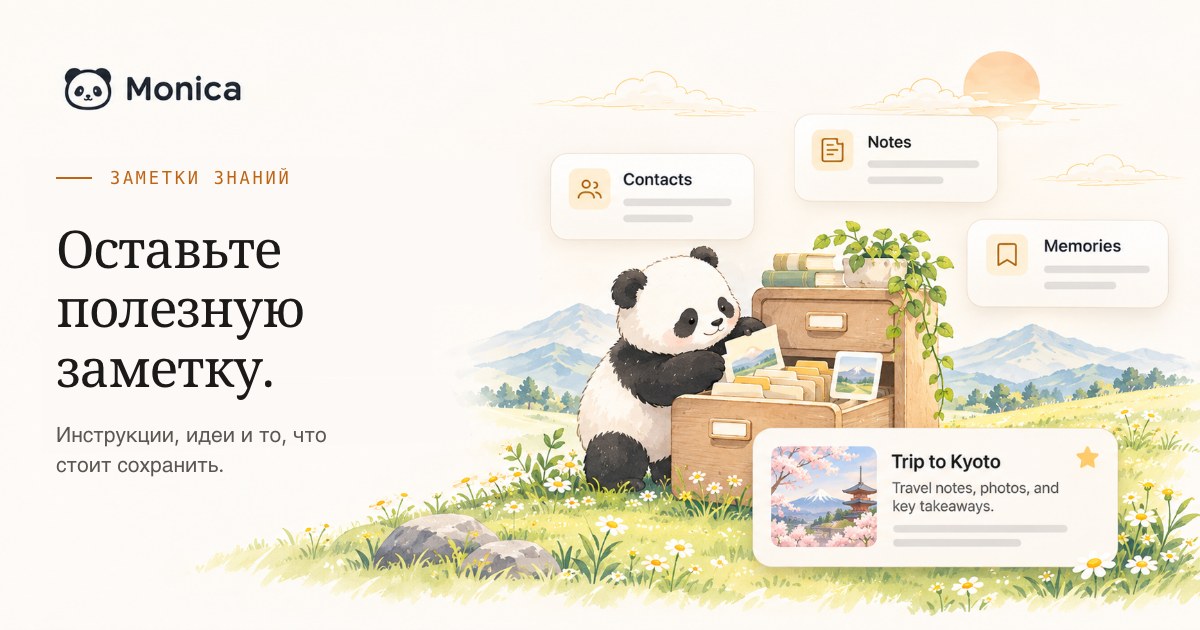 Monica
ЗАМЕТКИ ЗНАНИЙ
Оставьте
полезную
заметку.
Инструкции, идеи и то, что
стоит сохранить.
Contacts
Notes
Memories
Trip to Kyoto
Travel notes, photos, and
key takeaways.